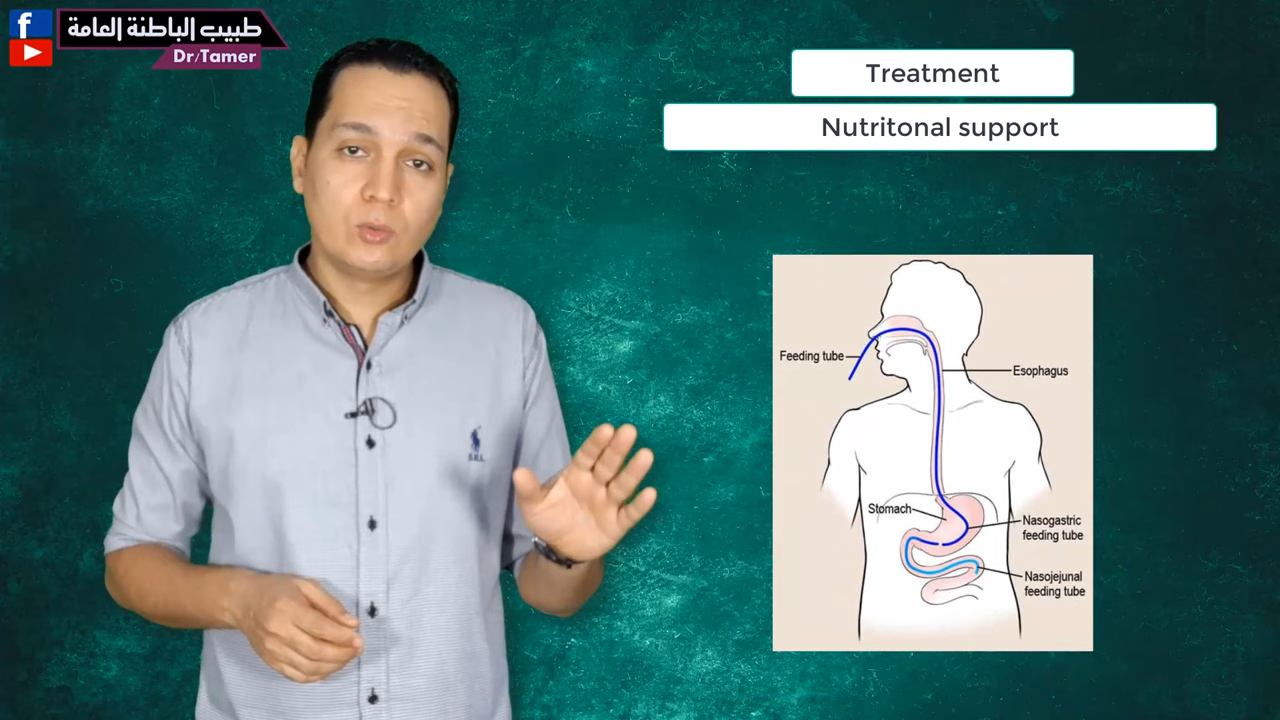 f
طبيب الباطنة العامة
Dr/Tamer
Treatment
Nutritonal support
Feeding tube
Esophagus
Stomach
Nasogastric
feeding tube
Nasojejunal
feeding tube